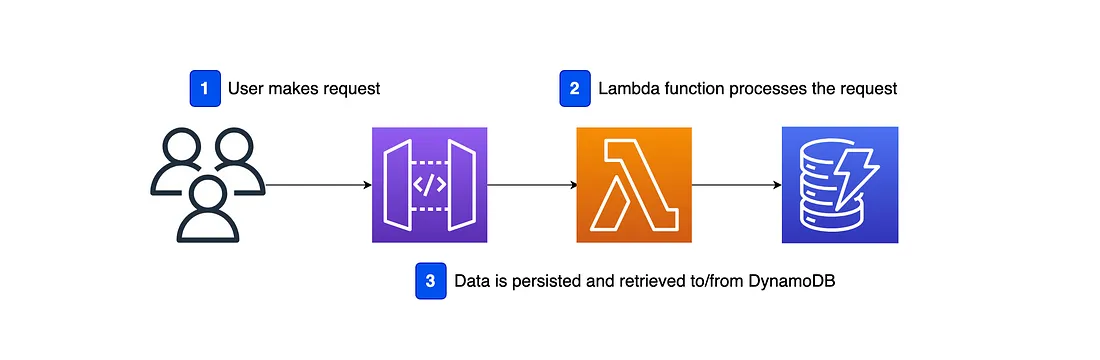 1 User makes request
2 Lambda function processes the request
</>
3 Data is persisted and retrieved to/from DynamoDB